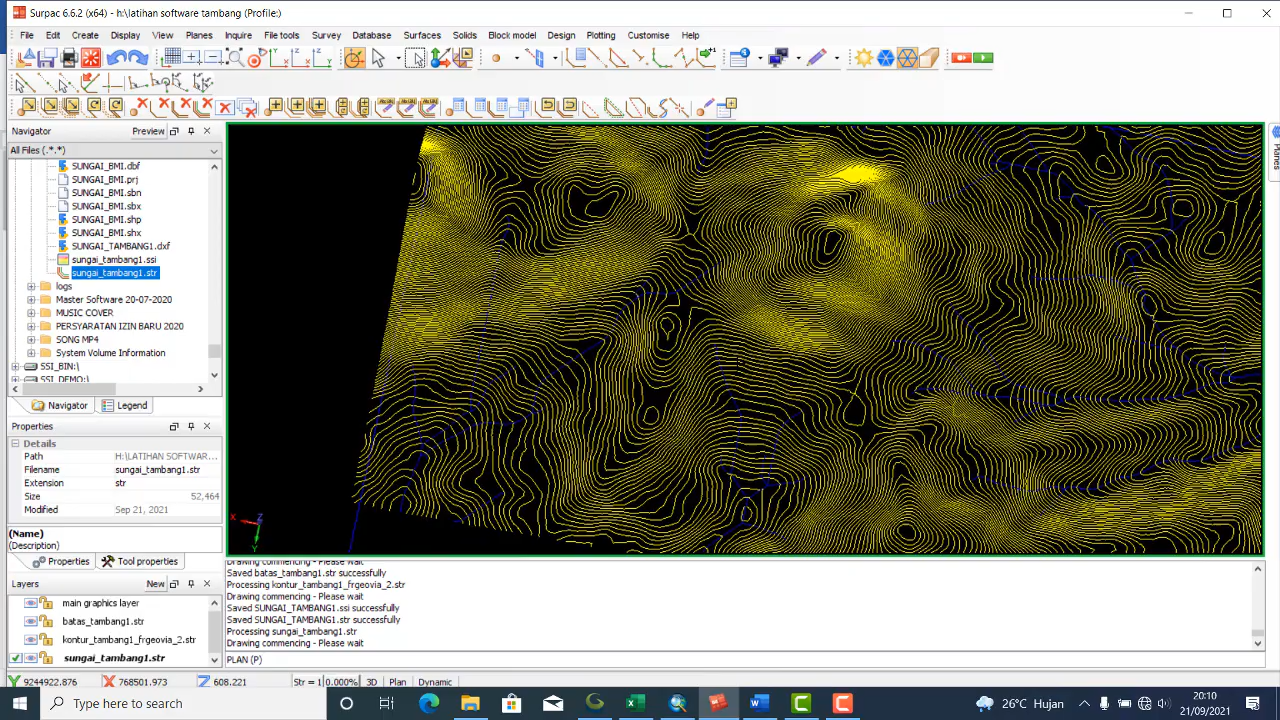 Surpac 6.6.2 (x64) - h:\latihan software tambang (Profile:)
File Edit Create Display View Planes Inquire File tools Survey Database Surfaces Solids Block model Design Plotting Customise Help
Navigator Preview
All Files (.*.*)
SUNGAI_BMI.dbf
SUNGAI_BMI.prj
SUNGAI_BMI.sbn
SUNGAI_BMI.sbx
SUNGAI_BMI.shp
SUNGAI_BMI.shx
SUNGAI_TAMBANG1.dxf
sungai_tambang1.ssi
sungai_tambang1.str
logs
Master Software 20-07-2020
MUSIC COVER
PERSYARATAN IZIN BARU 2020
SONG MP4
System Volume Information
SSI_BIN:\
SSI_DEMO:\
Navigator Legend
Planes
Properties
Details
Path H:\LATIHAN SOFTWAR...
Filename sungai_tambang1.str
Extension str
Size 52,464
Modified Sep 21, 2021
(Name)
(Description)
Properties Tool properties
Layers New
main graphics layer
batas_tambang1.str
kontur_tambang1_frgeovia_2.str
sungai_tambang1.str
X Z Y
Drawing commencing - Please wait
Saved batas_tambang1.str successfully
Processing kontur_tambang1_frgeovia_2.str
Drawing commencing - Please wait
Saved SUNGAI_TAMBANG1.ssi successfully
Saved SUNGAI_TAMBANG1.str successfully
Processing sungai_tambang1.str
Drawing commencing - Please wait
PLAN (P)
Y 9244922.876 X 768501.973 Z 608.221 Str = 1 0.000% 3D Plan Dynamic
Type here to search
26°C Hujan
20:10
21/09/2021